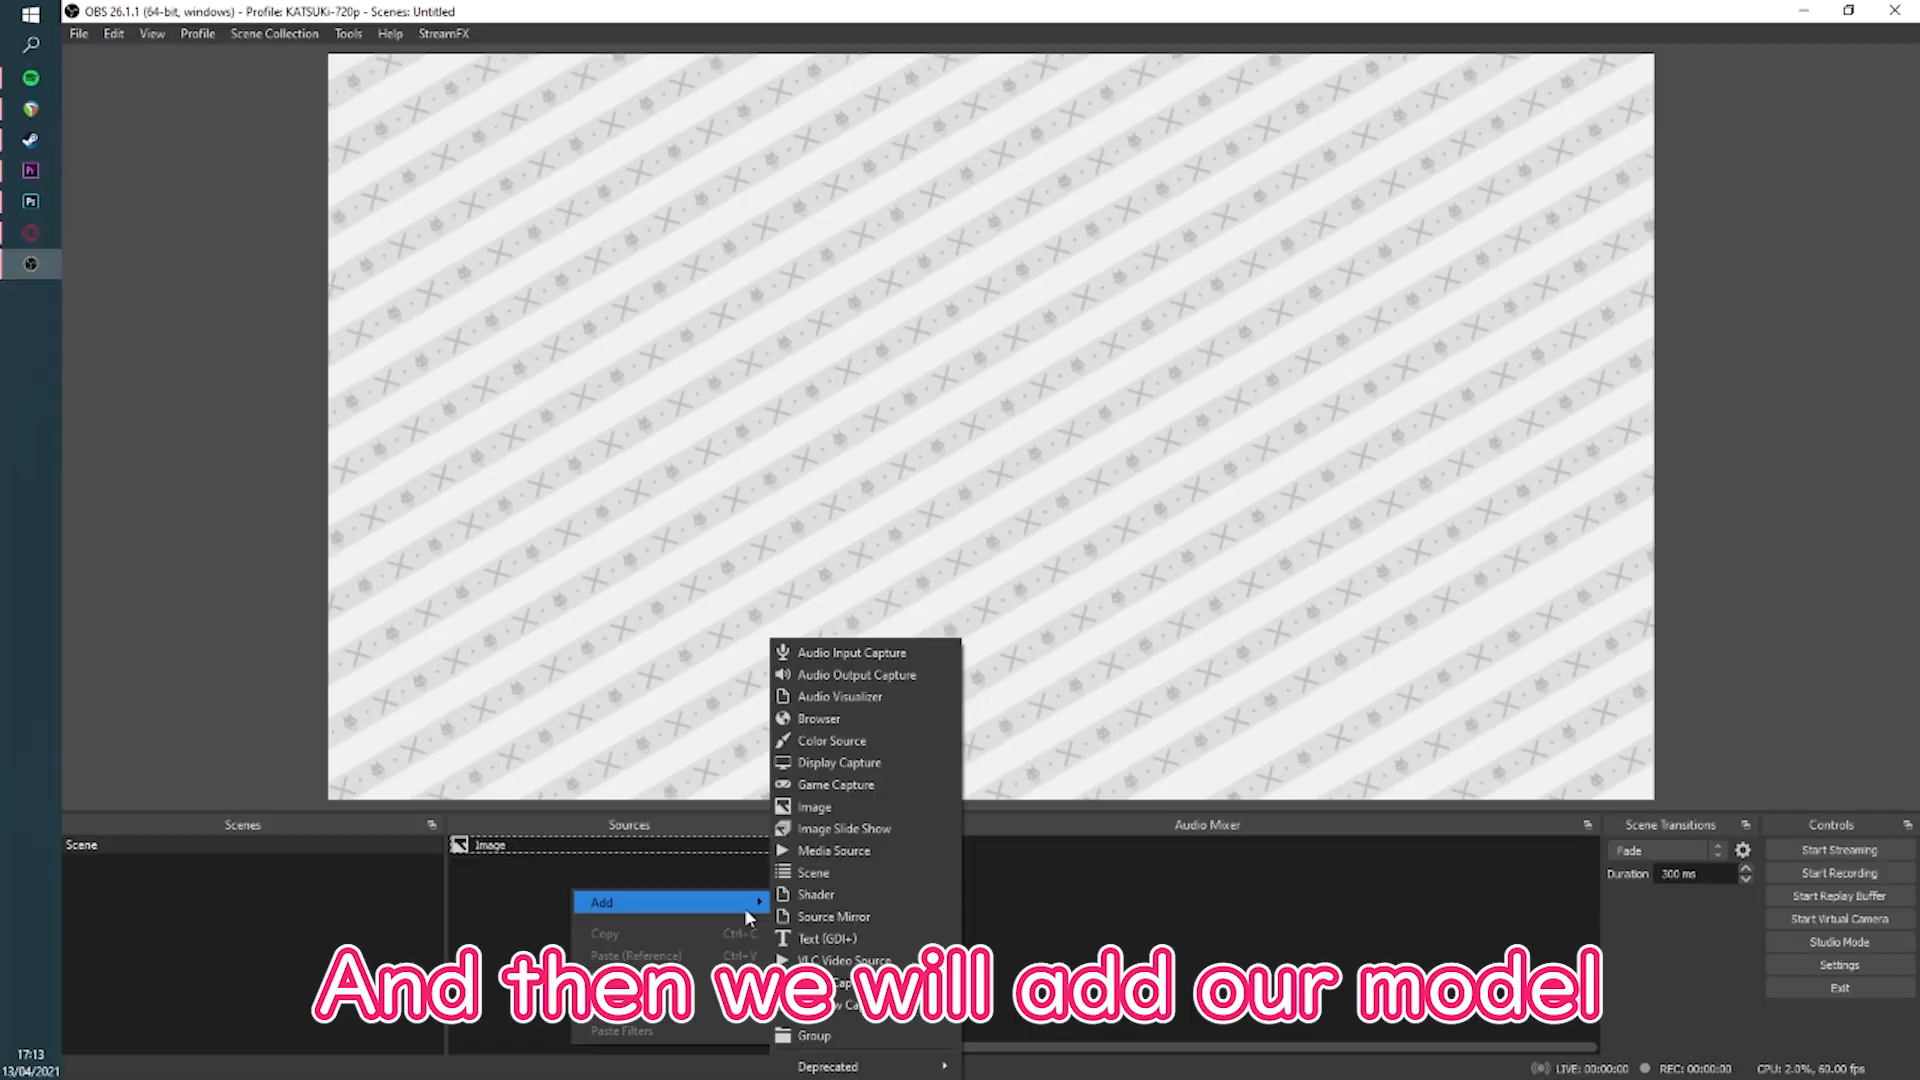 OBS 26.1.1 (64-bit, windows) - Profile: KATSUKi-720p - Scenes: Untitled
File Edit View Profile Scene Collection Tools Help StreamFX
Pr
Ps
Audio Input Capture
Audio Output Capture
Audio Visualizer
Browser
Color Source
Display Capture
Game Capture
Image
Image Slide Show
Media Source
Scene
Shader
Source Mirror
Text (GDI+)
VLC Video Source
Group
Deprecated
Scenes
Scene
Sources
Image
Add
Copy Ctrl+C
Paste (Reference) Ctrl+V
Paste Filters
And then we will add our model
Audio Mixer
Scene Transitions
Fade
Duration 300 ms
Controls
Start Streaming
Start Recording
Start Replay Buffer
Start Virtual Camera
Studio Mode
Settings
Exit
17:13
13/04/2021
LIVE: 00:00:00 REC: 00:00:00 CPU: 2.0%, 60.00 fps